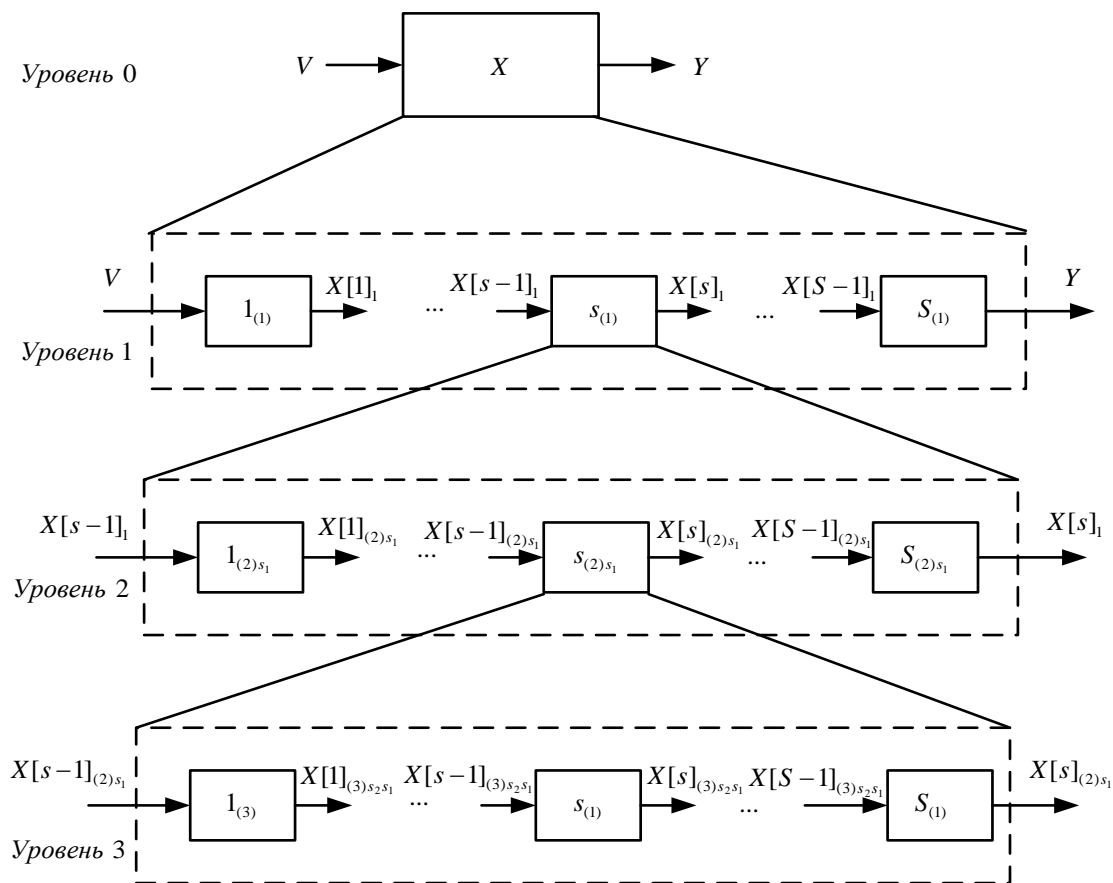 Уровень 0
V
X
Y
V
1₍₁₎
X[1]₁
...
X[s−1]₁
s₍₁₎
X[s]₁
...
X[S−1]₁
S₍₁₎
Y
Уровень 1
X[s−1]₁
1_{(2)s₁}
X[1]_{(2)s₁}
...
X[s−1]_{(2)s₁}
s_{(2)s₁}
X[s]_{(2)s₁}
...
X[S−1]_{(2)s₁}
S_{(2)s₁}
X[s]₁
Уровень 2
X[s−1]_{(2)s₁}
1₍₃₎
X[1]_{(3)s₂s₁}
...
X[s−1]_{(3)s₂s₁}
s₍₁₎
X[s]_{(3)s₂s₁}
...
X[S−1]_{(3)s₂s₁}
S₍₁₎
X[s]_{(2)s₁}
Уровень 3